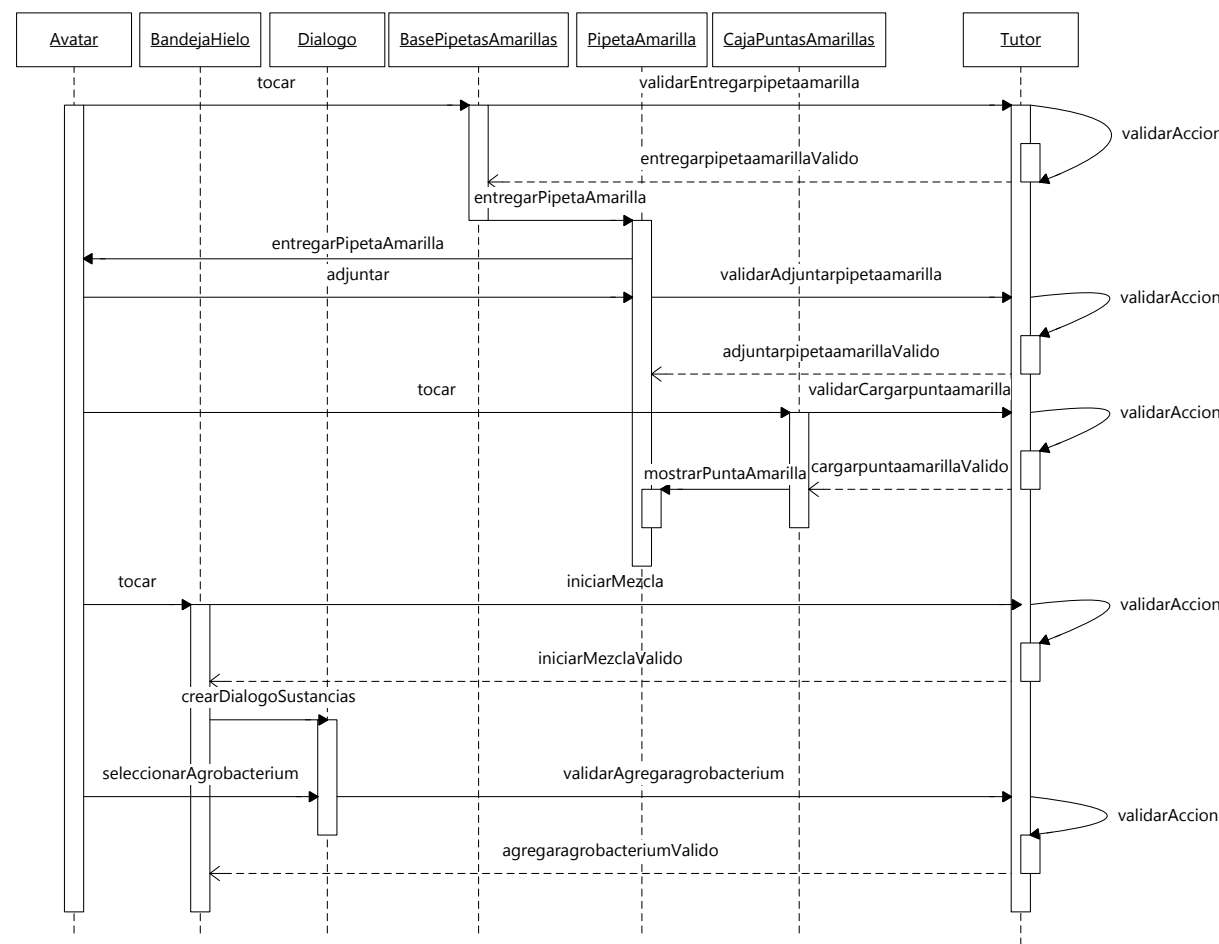 Avatar
BandejaHielo
Dialogo
BasePipetasAmarillas
PipetaAmarilla
CajaPuntasAmarillas
Tutor
tocar
validarEntregarpipetaamarilla
validarAccion
entregarpipetaamarillaValido
entregarPipetaAmarilla
entregarPipetaAmarilla
adjuntar
validarAdjuntarpipetaamarilla
validarAccion
adjuntarpipetaamarillaValido
tocar
validarCargarpuntaamarilla
validarAccion
mostrarPuntaAmarilla
cargarpuntaamarillaValido
tocar
iniciarMezcla
validarAccion
iniciarMezclaValido
crearDialogoSustancias
seleccionarAgrobacterium
validarAgregaragrobacterium
validarAccion
agregaragrobacteriumValido